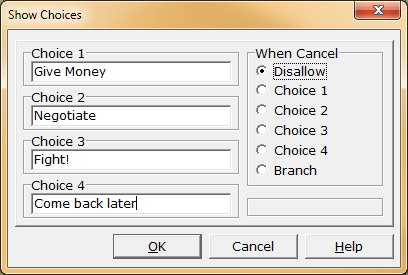 Show Choices
Choice 1
Give Money
Choice 2
Negotiate
Choice 3
Fight!
Choice 4
Come back later
When Cancel
Disallow
Choice 1
Choice 2
Choice 3
Choice 4
Branch
OK
Cancel
Help